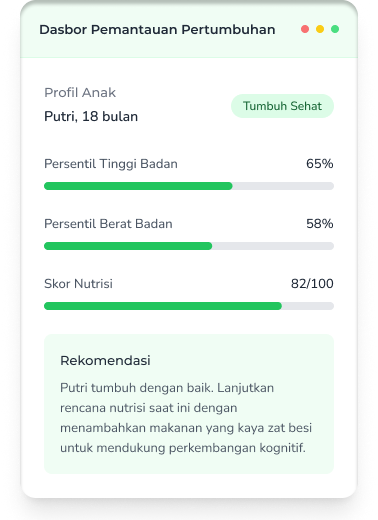 Dasbor Pemantauan Pertumbuhan
Profil Anak
Putri, 18 bulan
Tumbuh Sehat
Persentil Tinggi Badan 65%
Persentil Berat Badan 58%
Skor Nutrisi 82/100
Rekomendasi
Putri tumbuh dengan baik. Lanjutkan
rencana nutrisi saat ini dengan
menambahkan makanan yang kaya zat besi
untuk mendukung perkembangan kognitif.